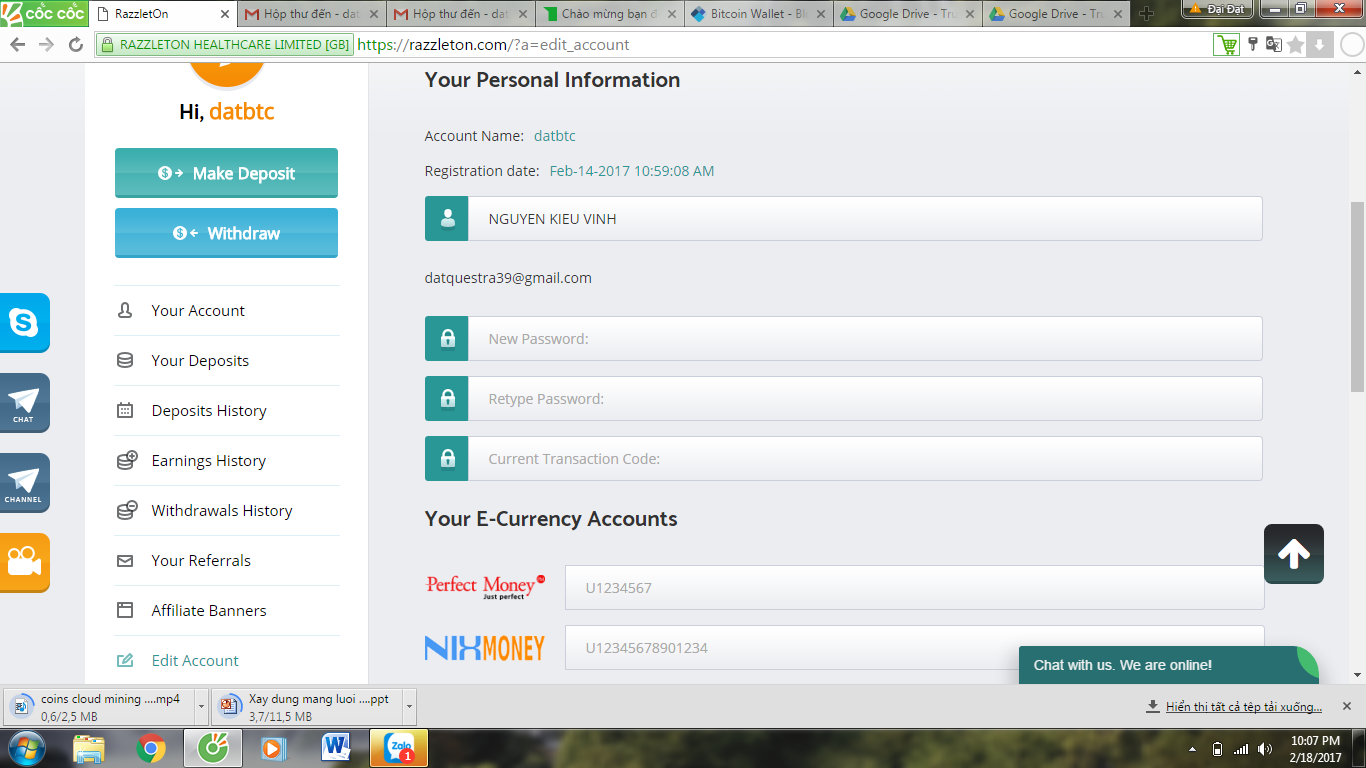 cốc cốc
RazzletOn
Hộp thư đến - dat
Hộp thư đến - dat
Chào mừng bạn đ
Bitcoin Wallet - Bl
Google Drive - Tru
Google Drive - Tru
Đại Đạt
RAZZLETON HEALTHCARE LIMITED [GB]
https://razzleton.com/?a=edit_account
Hi, datbtc
Make Deposit
Withdraw
Your Account
Your Deposits
Deposits History
Earnings History
Withdrawals History
Your Referrals
Affiliate Banners
Edit Account
CHAT
CHANNEL
Your Personal Information
Account Name: datbtc
Registration date: Feb-14-2017 10:59:08 AM
NGUYEN KIEU VINH
datquestra39@gmail.com
New Password:
Retype Password:
Current Transaction Code:
Your E-Currency Accounts
Perfect Money
Just perfect
U1234567
NIXMONEY
U12345678901234
Chat with us. We are online!
coins cloud mining ....mp4
0,6/2,5 MB
Xay dung mang luoi ....ppt
3,7/11,5 MB
Hiển thị tất cả tệp tải xuống...
Zalo
1
10:07 PM
2/18/2017